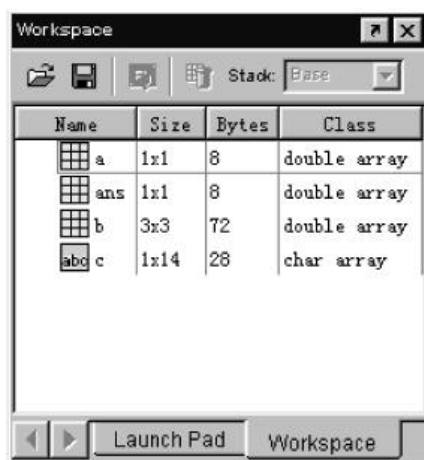 Workspace
Stack: Base
Name Size Bytes Class
a 1x1 8 double array
ans 1x1 8 double array
b 3x3 72 double array
abc c 1x14 28 char array
Launch Pad Workspace